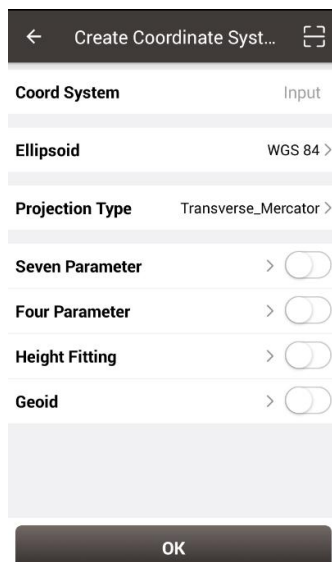 Create Coordinate Syst...
Coord System Input
Ellipsoid WGS 84
Projection Type Transverse_Mercator
Seven Parameter
Four Parameter
Height Fitting
Geoid
OK